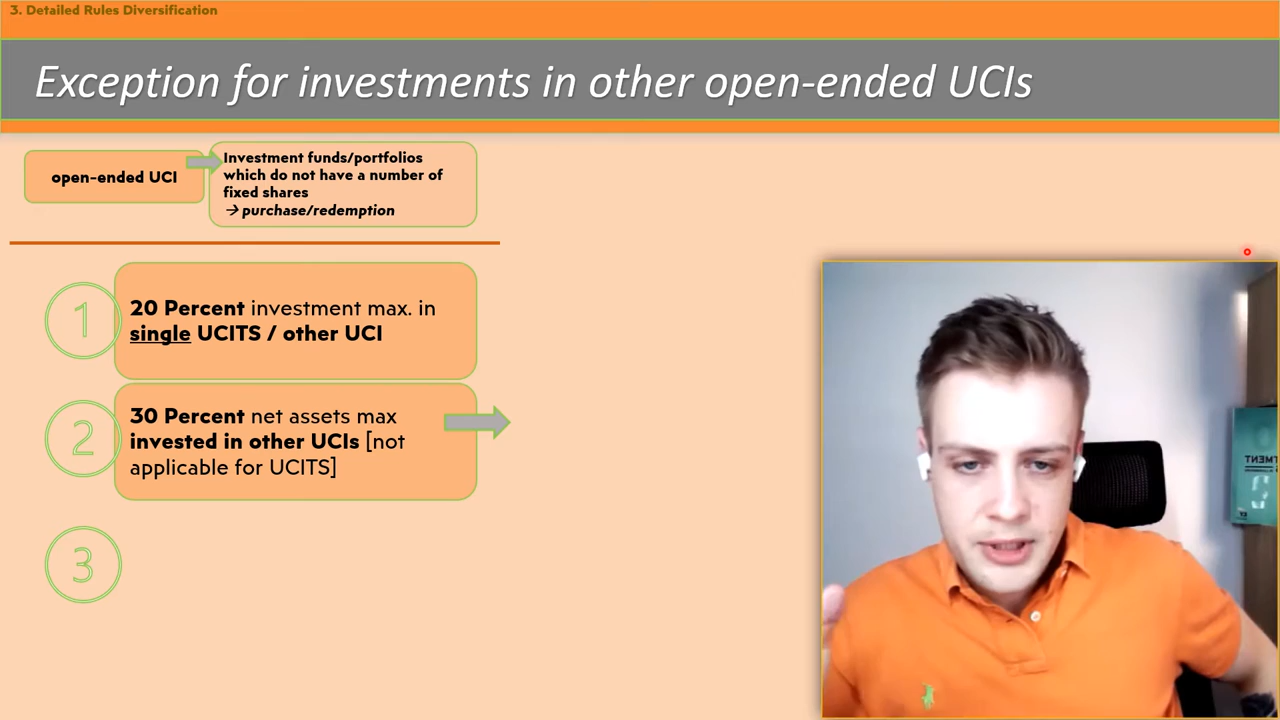 3. Detailed Rules Diversification
Exception for investments in other open-ended UCIs
open-ended UCI
Investment funds/portfolios
which do not have a number of
fixed shares
→ purchase/redemption
1
20 Percent investment max. in
single UCITS / other UCI
2
30 Percent net assets max
invested in other UCIs [not
applicable for UCITS]
3